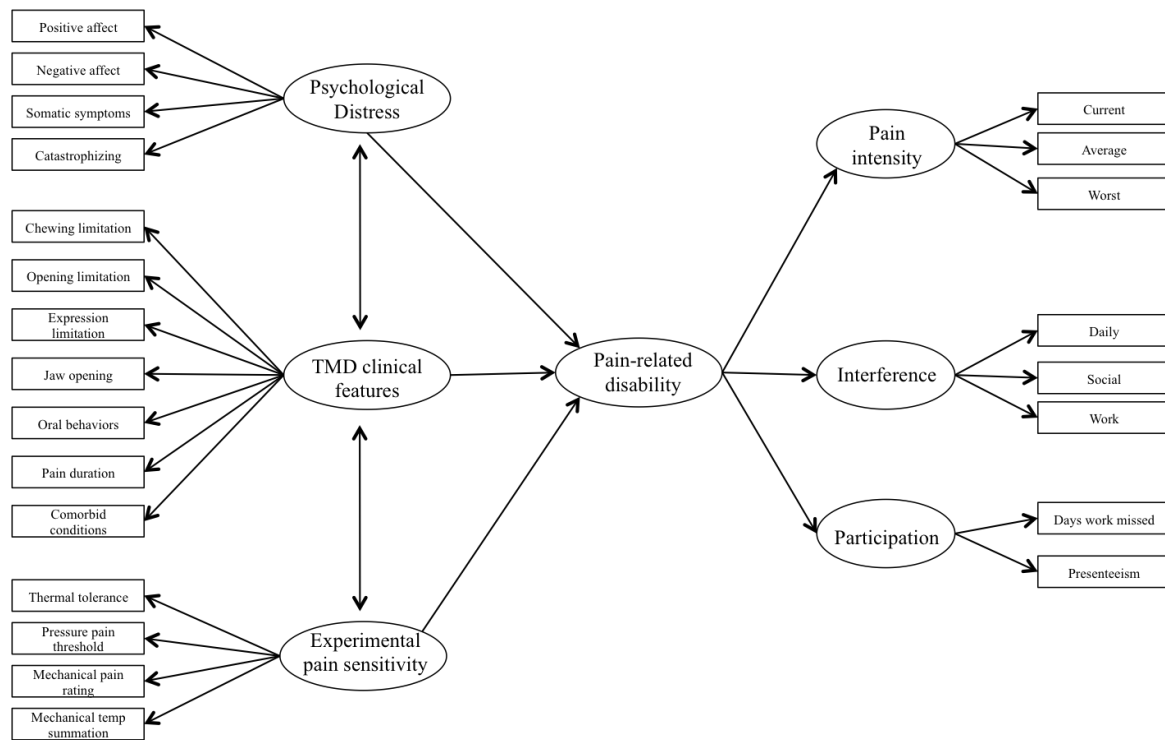 Positive affect
Negative affect
Somatic symptoms
Catastrophizing
Psychological
Distress
Chewing limitation
Opening limitation
Expression
limitation
Jaw opening
Oral behaviors
Pain duration
Comorbid
conditions
TMD clinical
features
Thermal tolerance
Pressure pain
threshold
Mechanical pain
rating
Mechanical temp
summation
Experimental
pain sensitivity
Pain-related
disability
Pain
intensity
Current
Average
Worst
Interference
Daily
Social
Work
Participation
Days work missed
Presenteeism